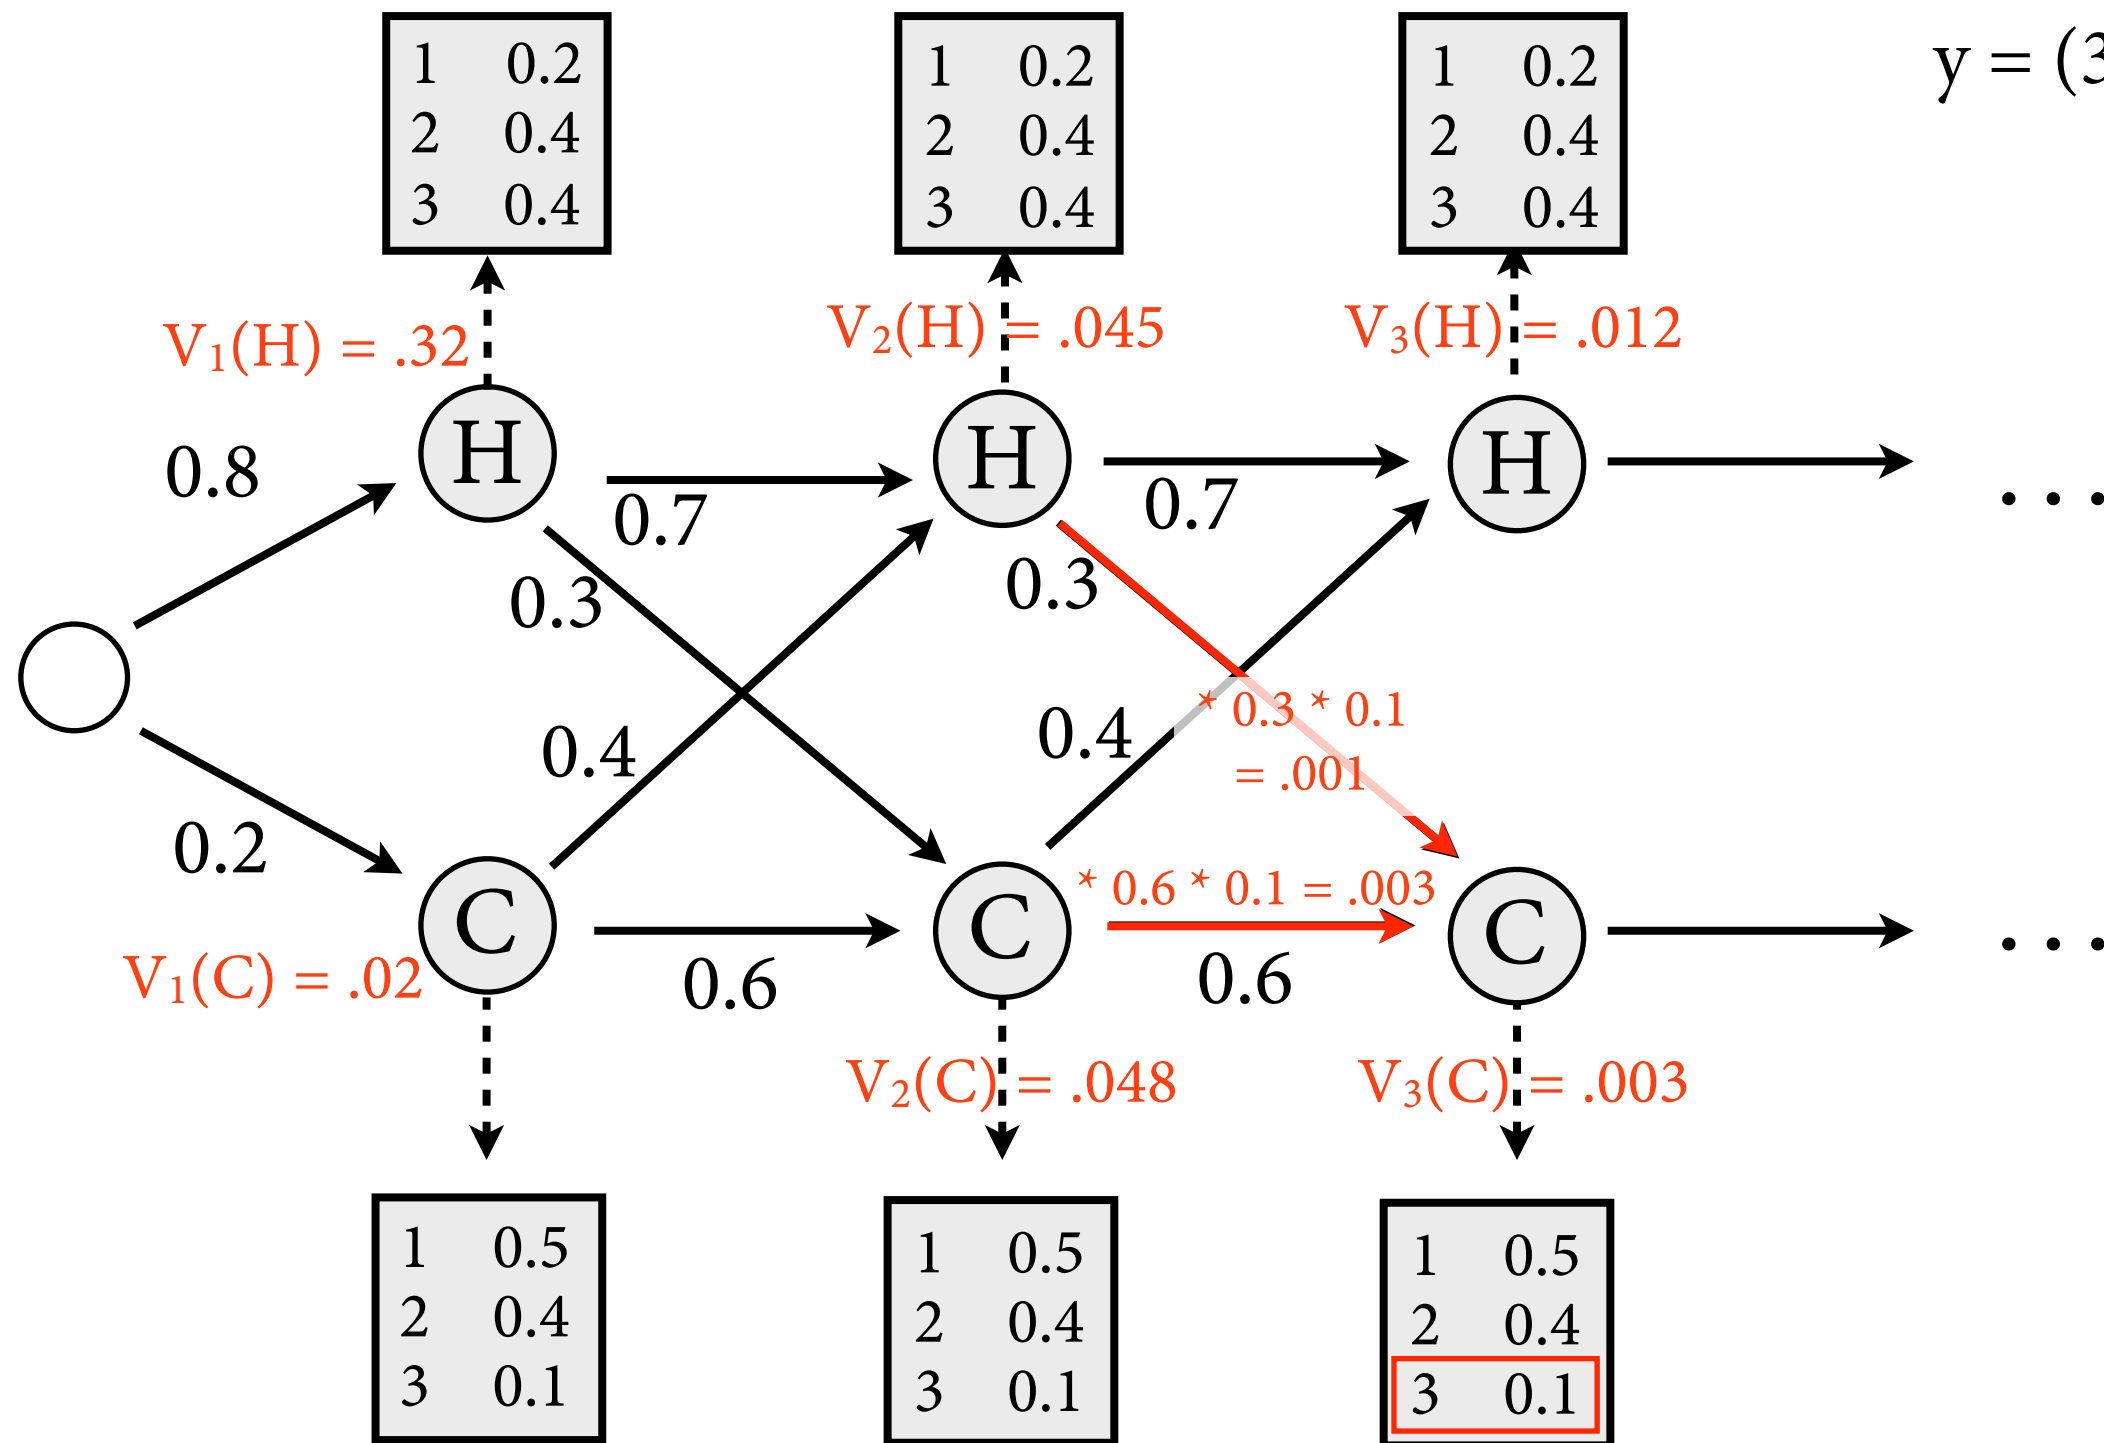 1 0.2
2 0.4
3 0.4
1 0.2
2 0.4
3 0.4
1 0.2
2 0.4
3 0.4
y = (3
V₁(H) = .32
V₂(H) = .045
V₃(H) = .012
H
H
H
0.8
0.7
0.7
0.3
0.3
. . .
* 0.3 * 0.1
= .001
0.4
0.4
0.2
* 0.6 * 0.1 = .003
C
C
C
0.6
0.6
. . .
V₁(C) = .02
V₂(C) = .048
V₃(C) = .003
1 0.5
2 0.4
3 0.1
1 0.5
2 0.4
3 0.1
1 0.5
2 0.4
3 0.1